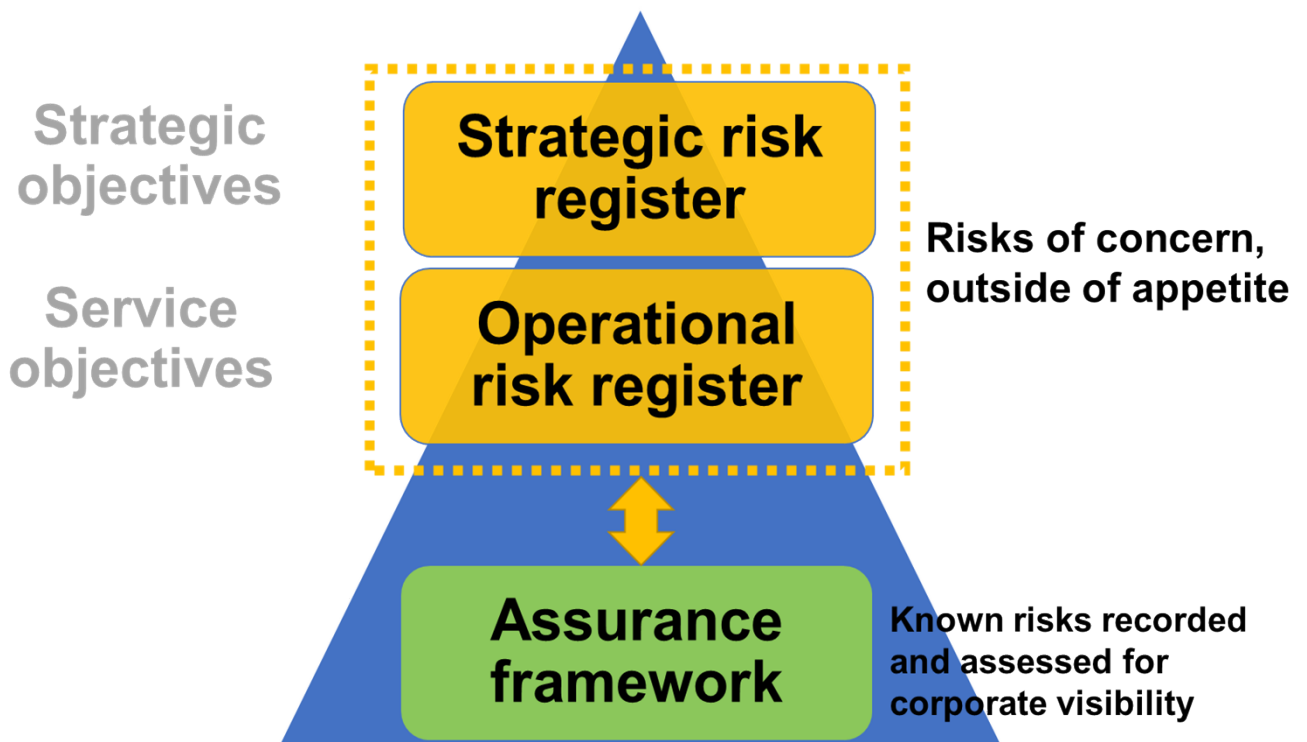 Strategic
objectives
Strategic risk
register
Risks of concern,
outside of appetite
Service
objectives
Operational
risk register
Assurance
framework
Known risks recorded
and assessed for
corporate visibility